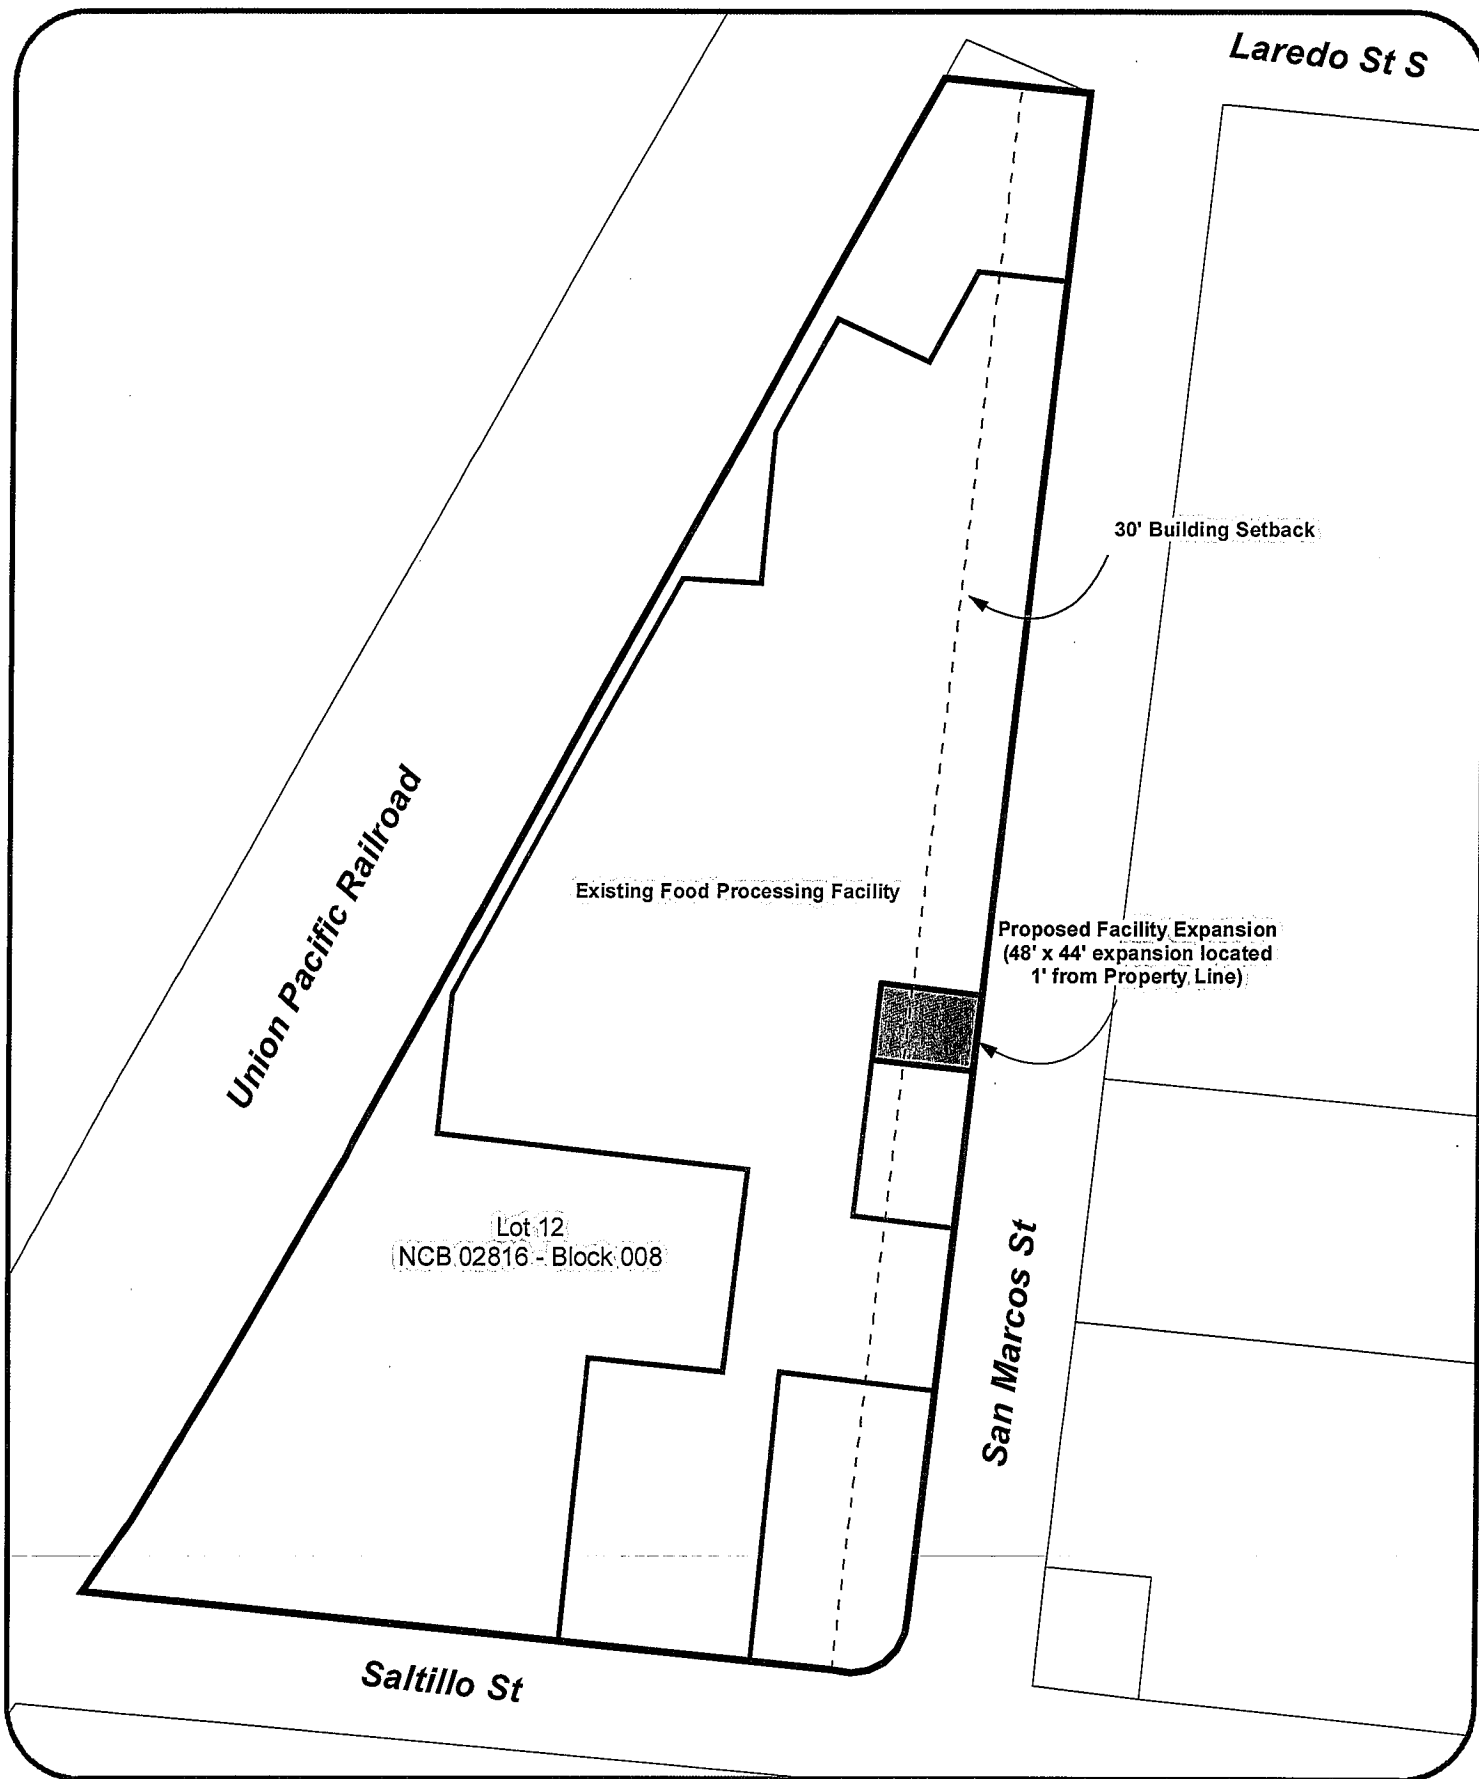 Laredo St S
30' Building Setback
Union Pacific Railroad
Existing Food Processing Facility
Proposed Facility Expansion
(48' x 44' expansion located
1' from Property Line)
Lot 12
NCB 02816 - Block 008
San Marcos St
Saltillo St